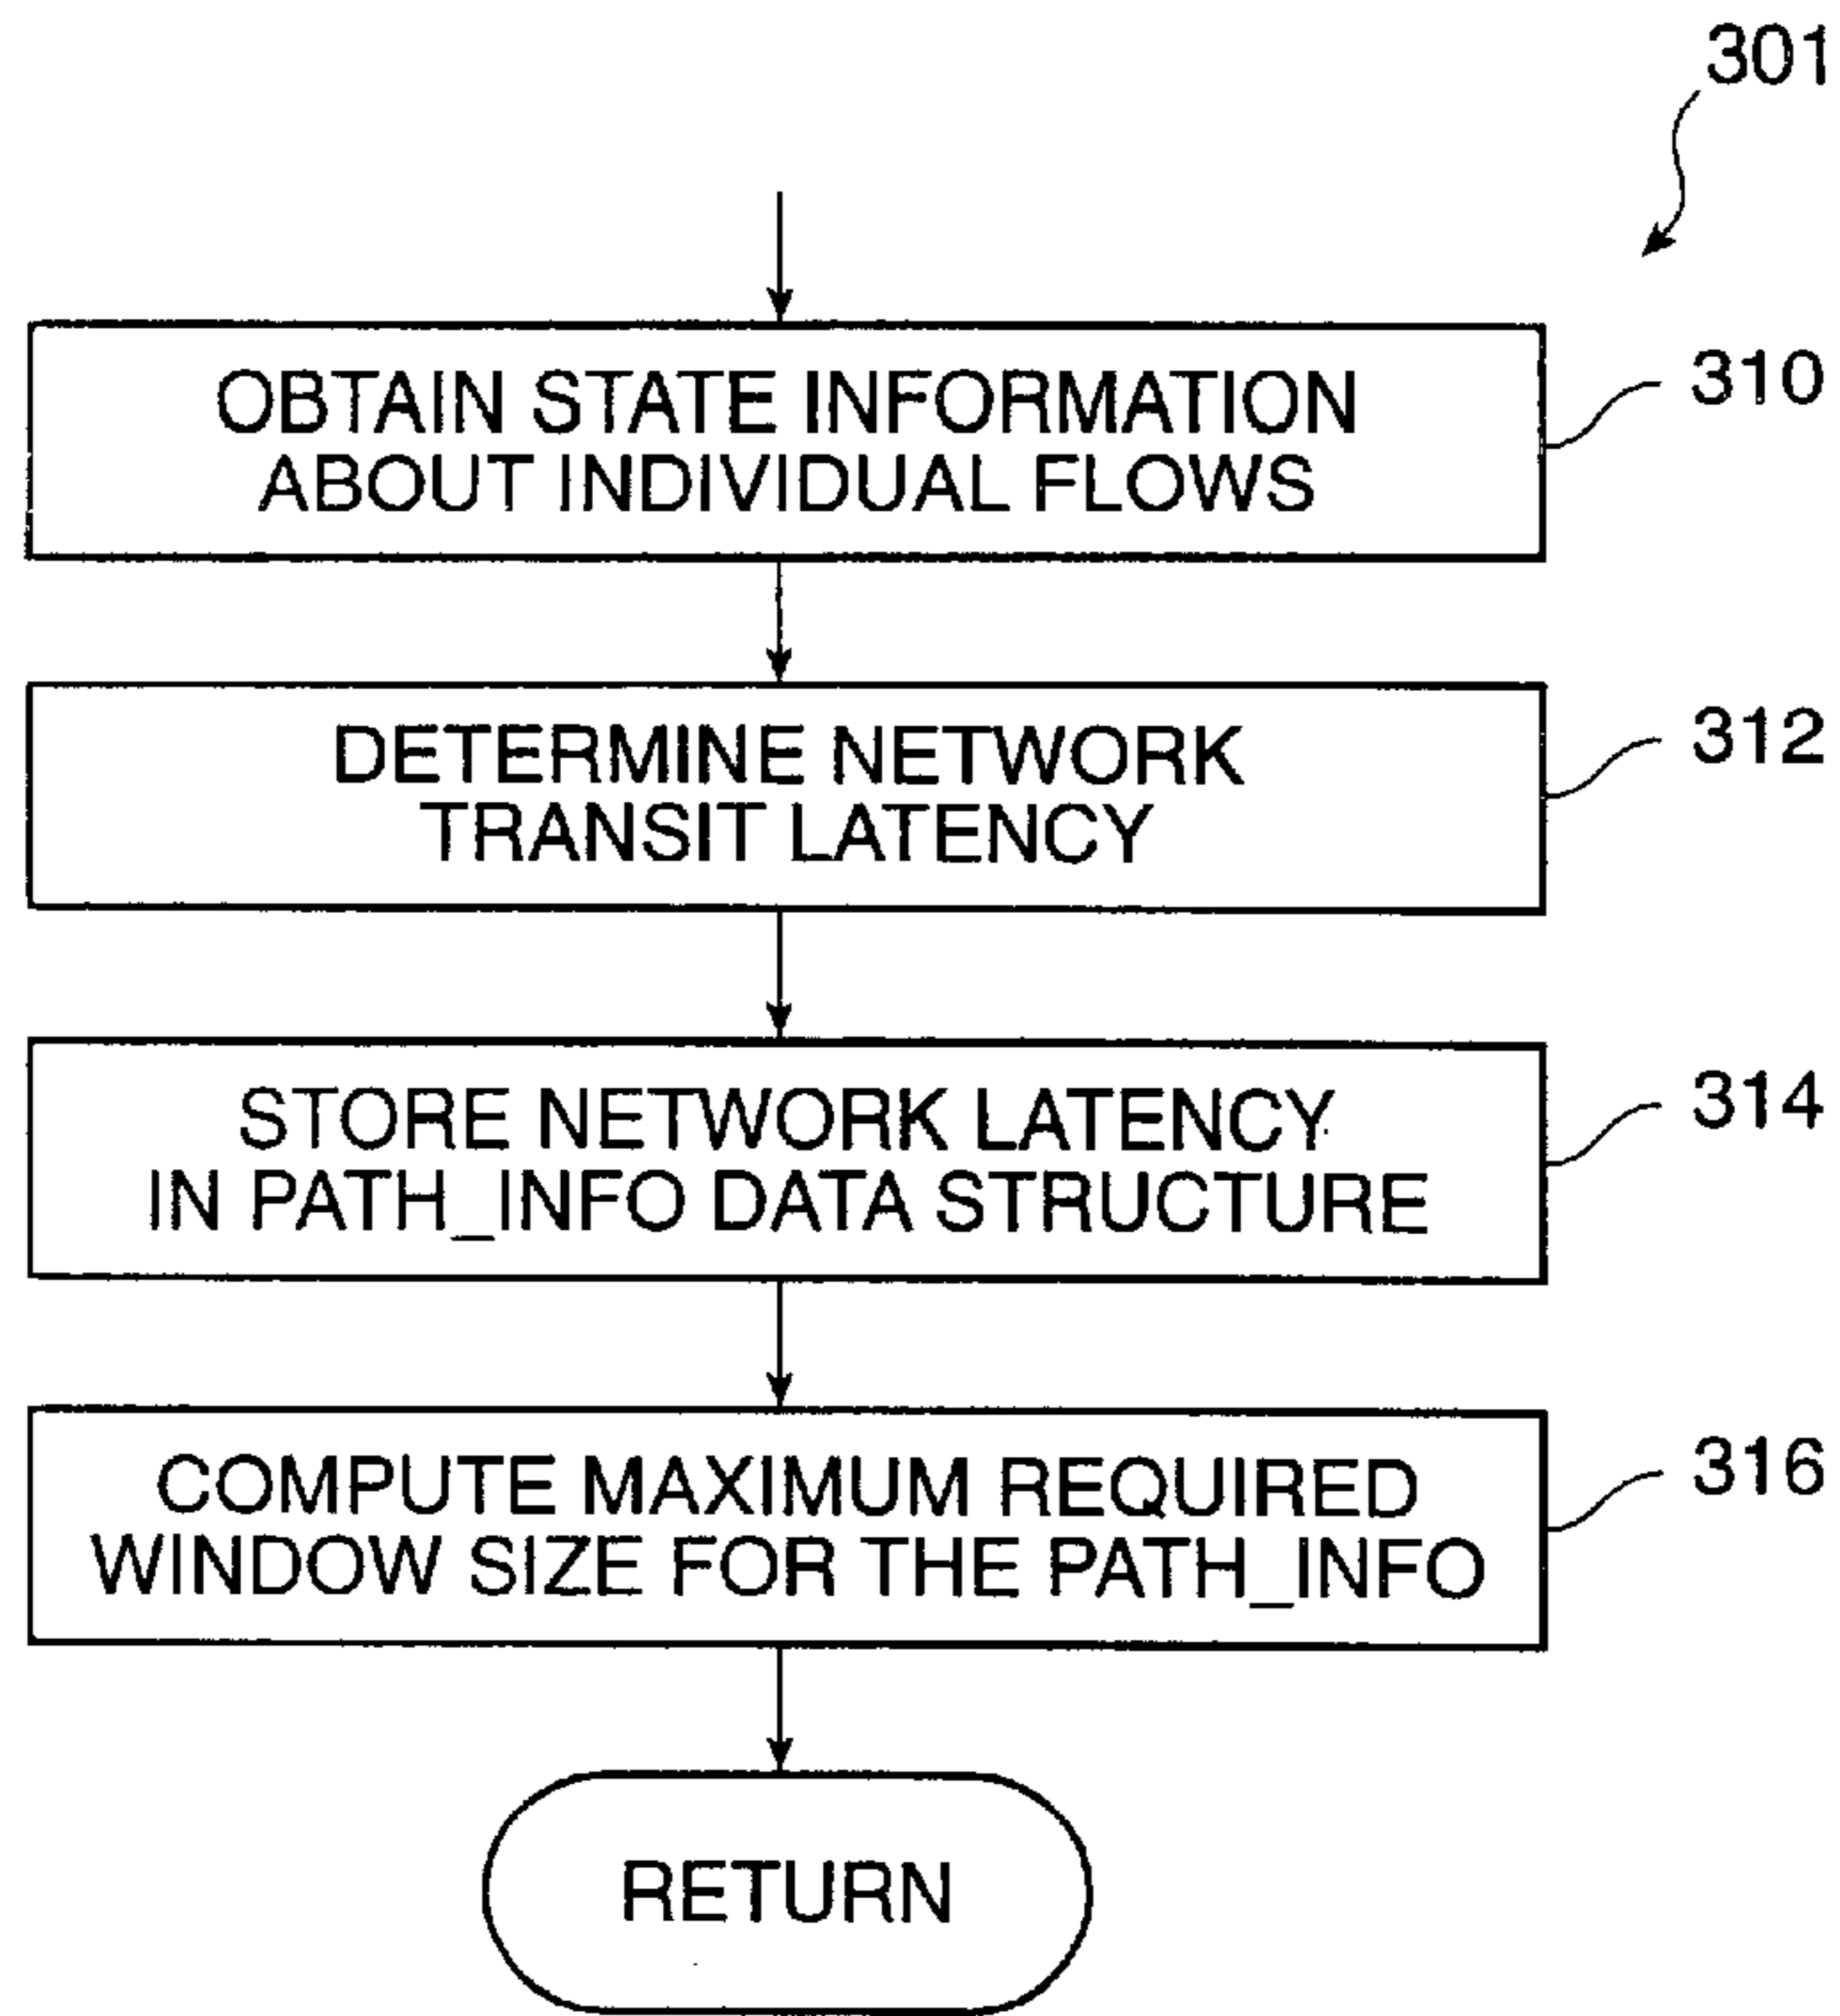 301
OBTAIN STATE INFORMATION
ABOUT INDIVIDUAL FLOWS
310
DETERMINE NETWORK
TRANSIT LATENCY
312
STORE NETWORK LATENCY
IN PATH_INFO DATA STRUCTURE
314
COMPUTE MAXIMUM REQUIRED
WINDOW SIZE FOR THE PATH_INFO
316
RETURN